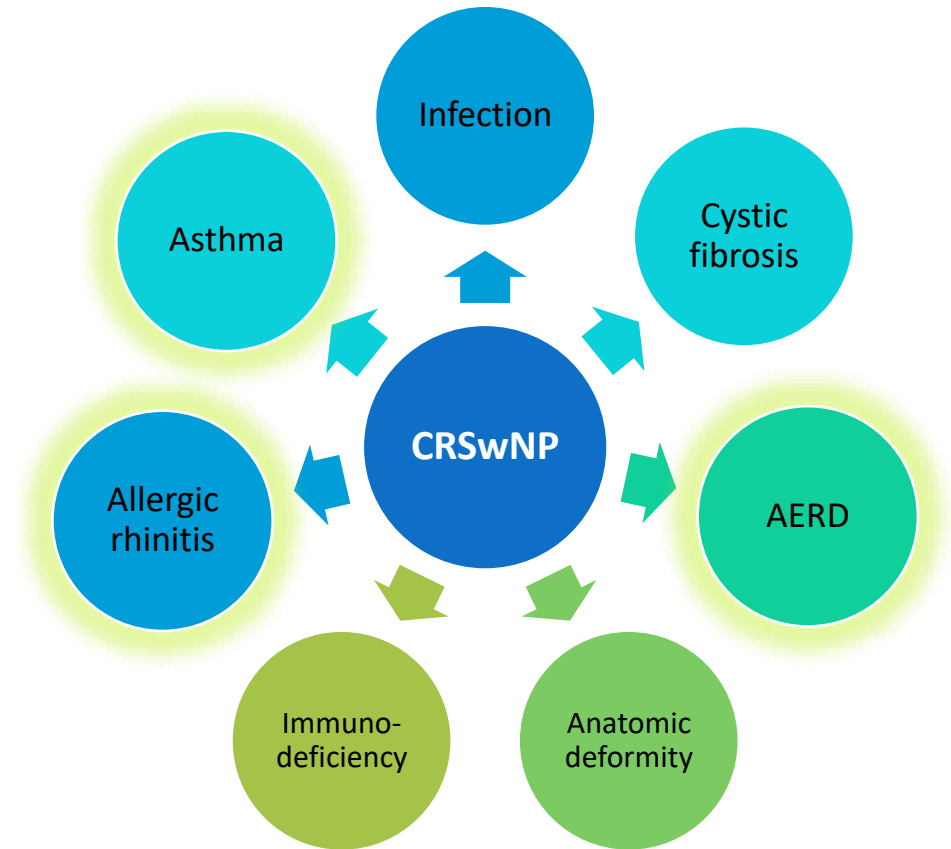 Infection
Cystic
fibrosis
Asthma
CRSwNP
Allergic
rhinitis
AERD
Immuno-
deficiency
Anatomic
deformity